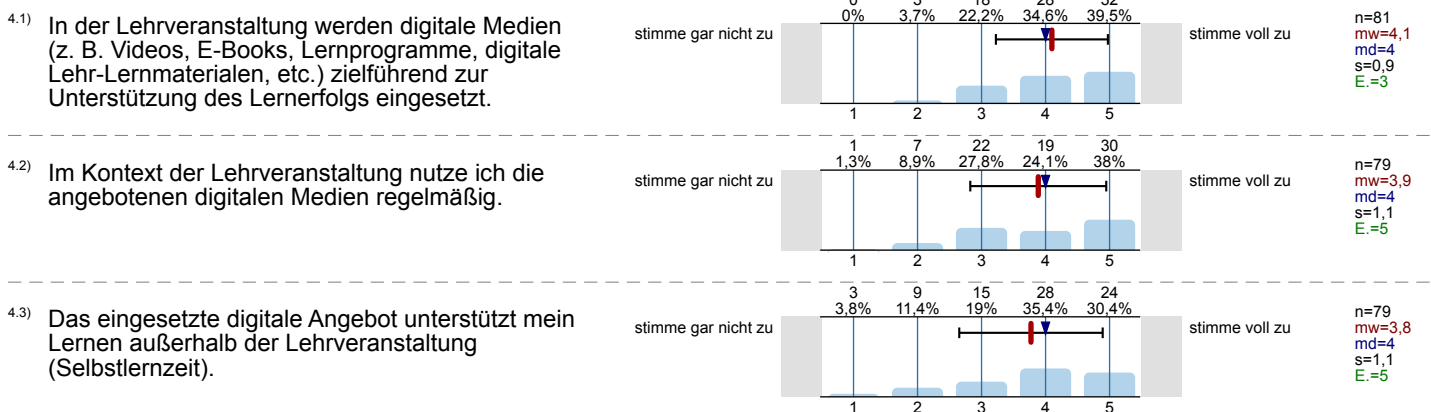 0 3 18 28 32
0% 3,7% 22,2% 34,6% 39,5%
4.1) In der Lehrveranstaltung werden digitale Medien
(z. B. Videos, E-Books, Lernprogramme, digitale
Lehr-Lernmaterialen, etc.) zielführend zur
Unterstützung des Lernerfolgs eingesetzt.
stimme gar nicht zu
stimme voll zu
n=81
mw=4,1
md=4
s=0,9
E.=3
1 2 3 4 5
1 7 22 19 30
1,3% 8,9% 27,8% 24,1% 38%
4.2) Im Kontext der Lehrveranstaltung nutze ich die
angebotenen digitalen Medien regelmäßig.
stimme gar nicht zu
stimme voll zu
n=79
mw=3,9
md=4
s=1,1
E.=5
1 2 3 4 5
3 9 15 28 24
3,8% 11,4% 19% 35,4% 30,4%
4.3) Das eingesetzte digitale Angebot unterstützt mein
Lernen außerhalb der Lehrveranstaltung
(Selbstlernzeit).
stimme gar nicht zu
stimme voll zu
n=79
mw=3,8
md=4
s=1,1
E.=5
1 2 3 4 5